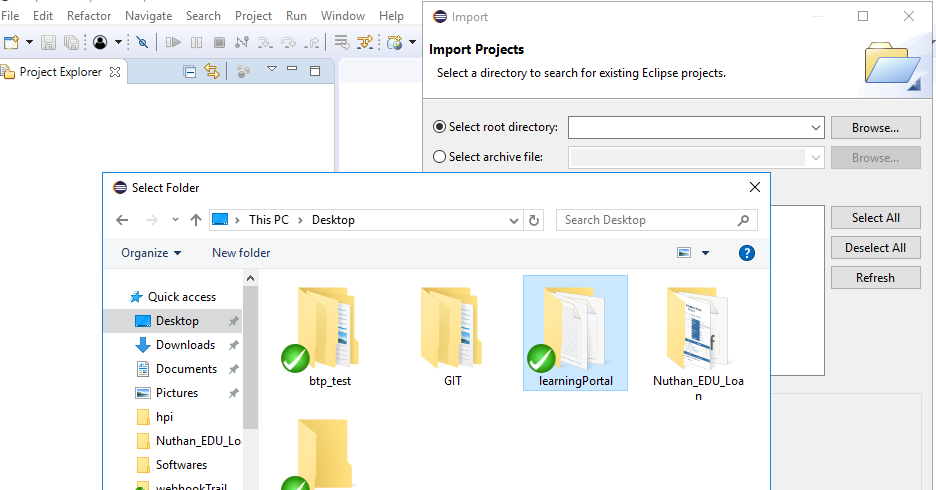 File Edit Refactor Navigate Search Project Run Window Help
Project Explorer
Import
Import Projects
Select a directory to search for existing Eclipse projects.
Select root directory:
Browse...
Select archive file:
Browse...
Select All
Deselect All
Refresh
Select Folder
This PC > Desktop
Search Desktop
Organize
New folder
Quick access
Desktop
Downloads
Documents
Pictures
hpi
Nuthan_EDU_Lo
Softwares
webhookTrail
btp_test
GIT
learningPortal
Nuthan_EDU_Loa
n